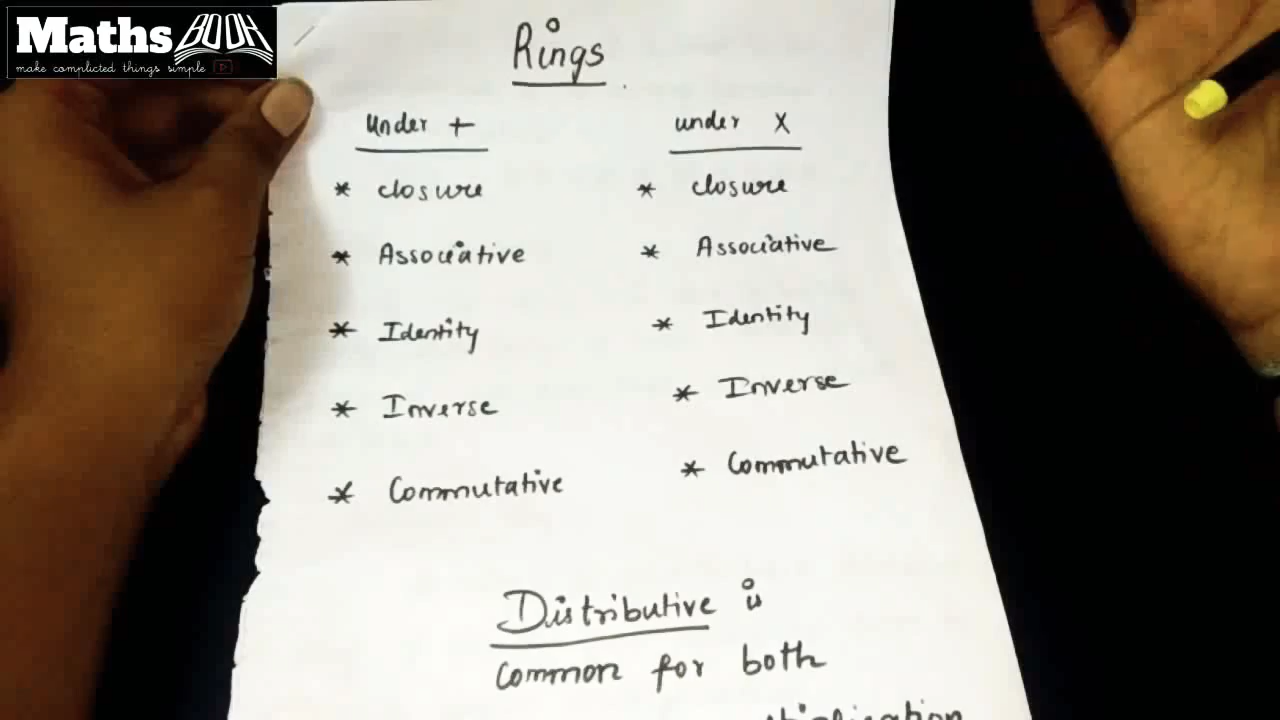 Maths BOOK
make complicted things simple
Rings
under + under X
* closure * closure
* Associative * Associative
* Identity * Identity
* Inverse * Inverse
* Commutative * Commutative
Distributive is
common for both